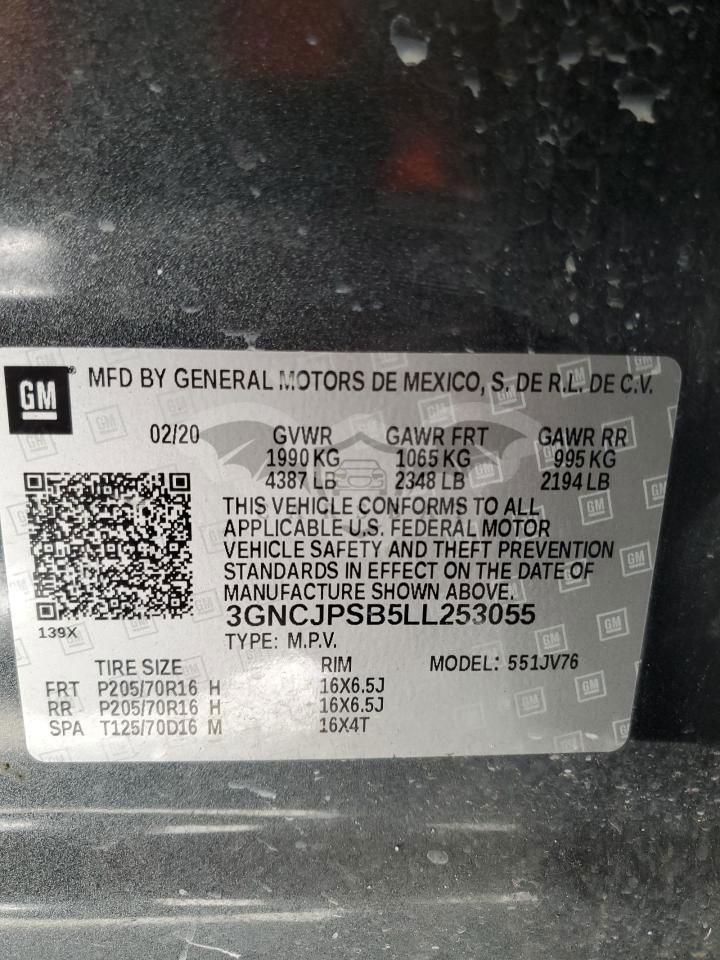 GM MFD BY GENERAL MOTORS DE MEXICO, S. DE R.L. DE C.V.
02/20 GVWR GAWR FRT GAWR RR
1990 KG 1065 KG 995 KG
4387 LB 2348 LB 2194 LB
THIS VEHICLE CONFORMS TO ALL
APPLICABLE U.S. FEDERAL MOTOR
VEHICLE SAFETY AND THEFT PREVENTION
STANDARDS IN EFFECT ON THE DATE OF
MANUFACTURE SHOWN ABOVE.
3GNCJPSB5LL253055
139X
TYPE: M.P.V.
TIRE SIZE RIM MODEL: 551JV76
FRT P205/70R16 H 16X6.5J
RR P205/70R16 H 16X6.5J
SPA T125/70D16 M 16X4T